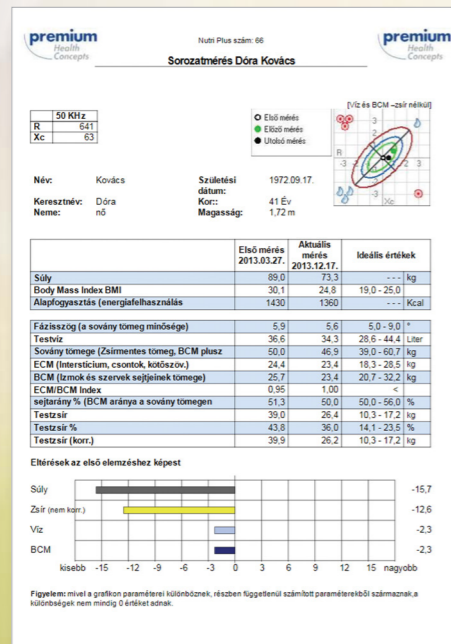 premium
Health
Concepts
Nutri Plus szám: 66
premium
Health
Concepts
Sorozatmérés Dóra Kovács
50 KHz
R 641
Xc 63
Első mérés
Előző mérés
Utolsó mérés
[Víz és BCM –zsír nélkül]
3
2
R
-3 2 3
-3
Xc
Név: Kovács
Születési dátum: 1972.09.17.
Keresztnév: Dóra
Kor:: 41 Év
Neme: nő
Magasság: 1,72 m
Első mérés 2013.03.27. Aktuális mérés 2013.12.17. Ideális értékek
Súly 89,0 73,3 --- kg
Body Mass Index BMI 30,1 24,8 19,0 - 25,0
Alapfogyasztás (energiafelhasználás 1430 1360 --- Kcal
Fázisszög (a sovány tömeg minősége) 5,9 5,6 5,0 - 9,0 °
Testvíz 36,6 34,3 28,6 - 44,4 Liter
Sovány tömege (Zsírmentes tömeg, BCM plusz 50,0 46,9 39,0 - 60,7 kg
ECM (Interstícium, csontok, kötőszöv.) 24,4 23,4 18,3 - 28,5 kg
BCM (Izmok és szervek sejtjeinek tömege) 25,7 23,4 20,7 - 32,2 kg
ECM/BCM Index 0,95 1,00 <
sejtarány % (BCM aránya a sovány tömegen 51,3 50,0 50,0 - 56,0 %
Testzsír 39,0 26,4 10,3 - 17,2 kg
Testzsír % 43,8 36,0 14,1 - 23,5 %
Testzsír (korr.) 39,9 26,2 10,3 - 17,2 kg
Eltérések az első elemzéshez képest
Súly -15,7
Zsír (nem korr.) -12,6
Víz -2,3
BCM -2,3
kisebb -15 -12 -9 -6 -3 0 3 6 9 12 15 nagyobb
Figyelem: mivel a grafikon paraméterei különböznek, részben függetlenül számított paraméterekből származnak,a
különbségek nem mindig 0 értéket adnak.